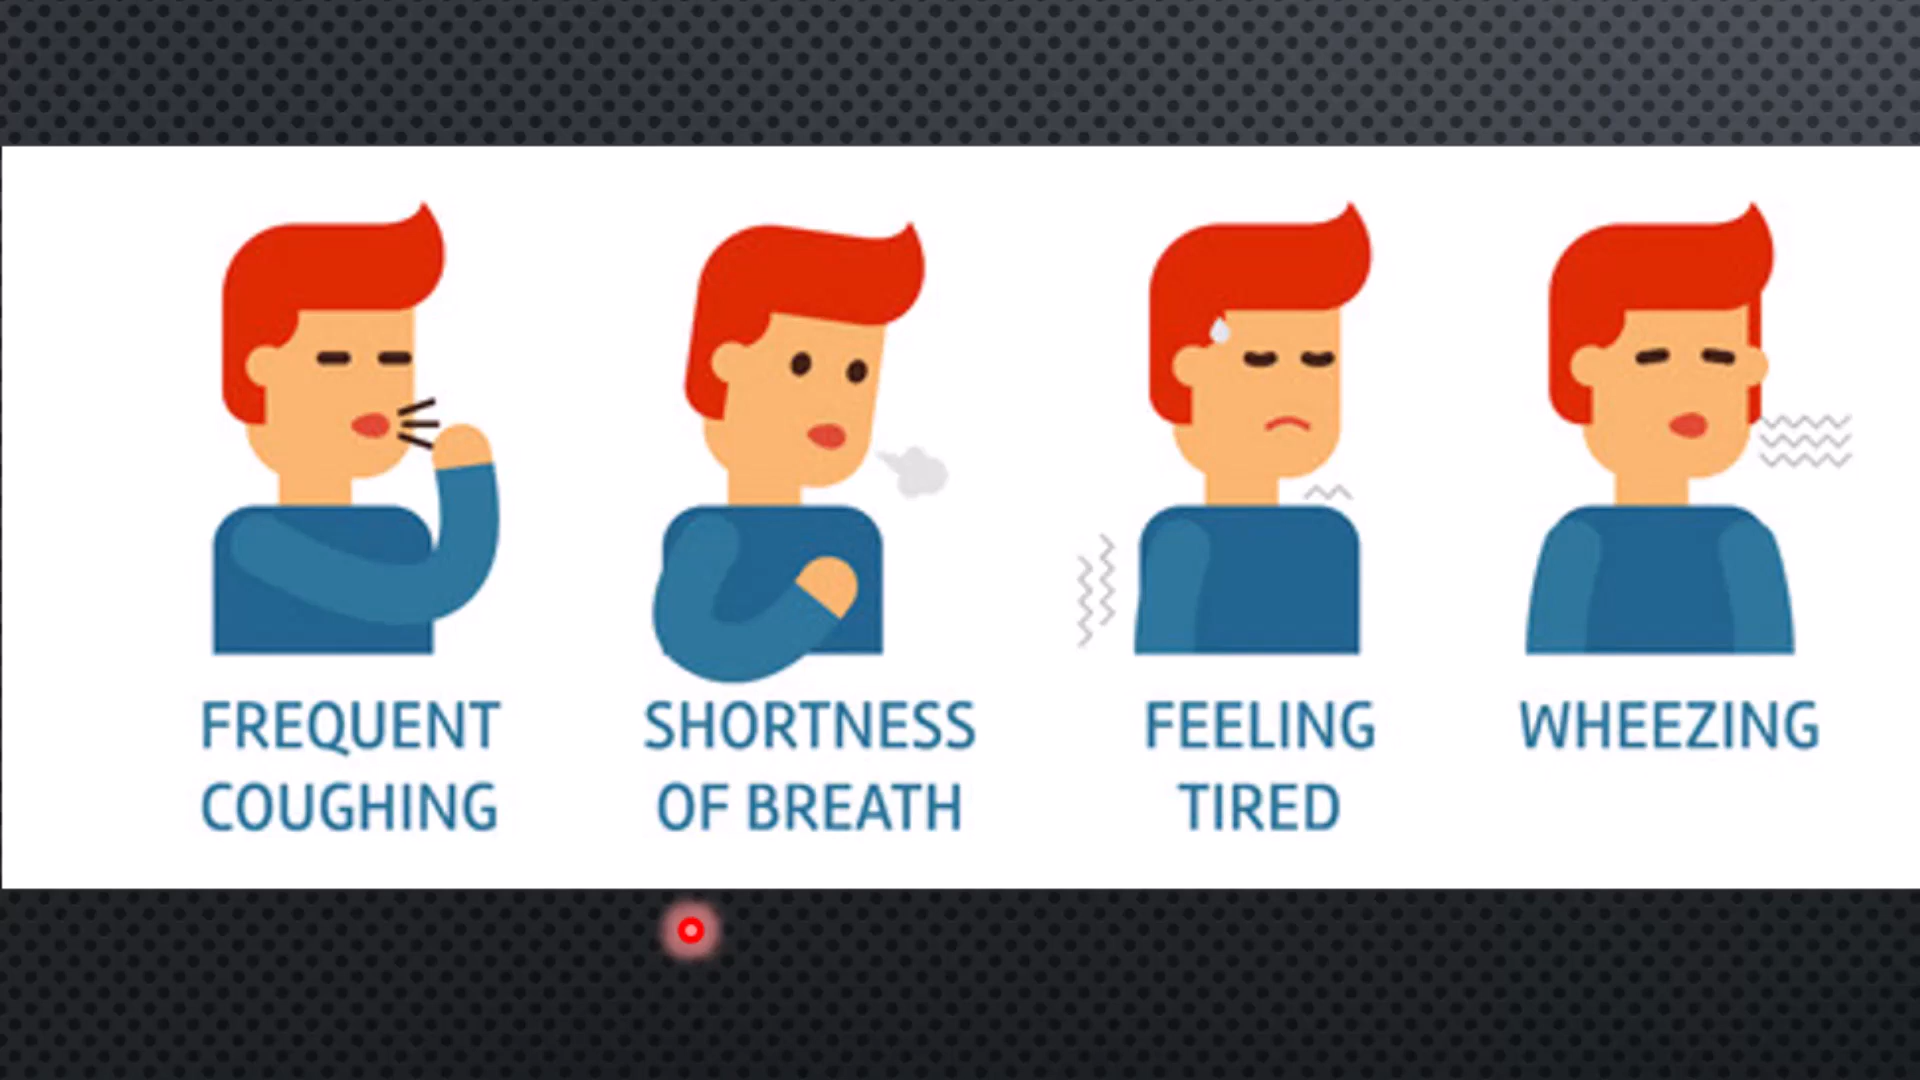 FREQUENT
COUGHING
SHORTNESS
OF BREATH
FEELING
TIRED
WHEEZING